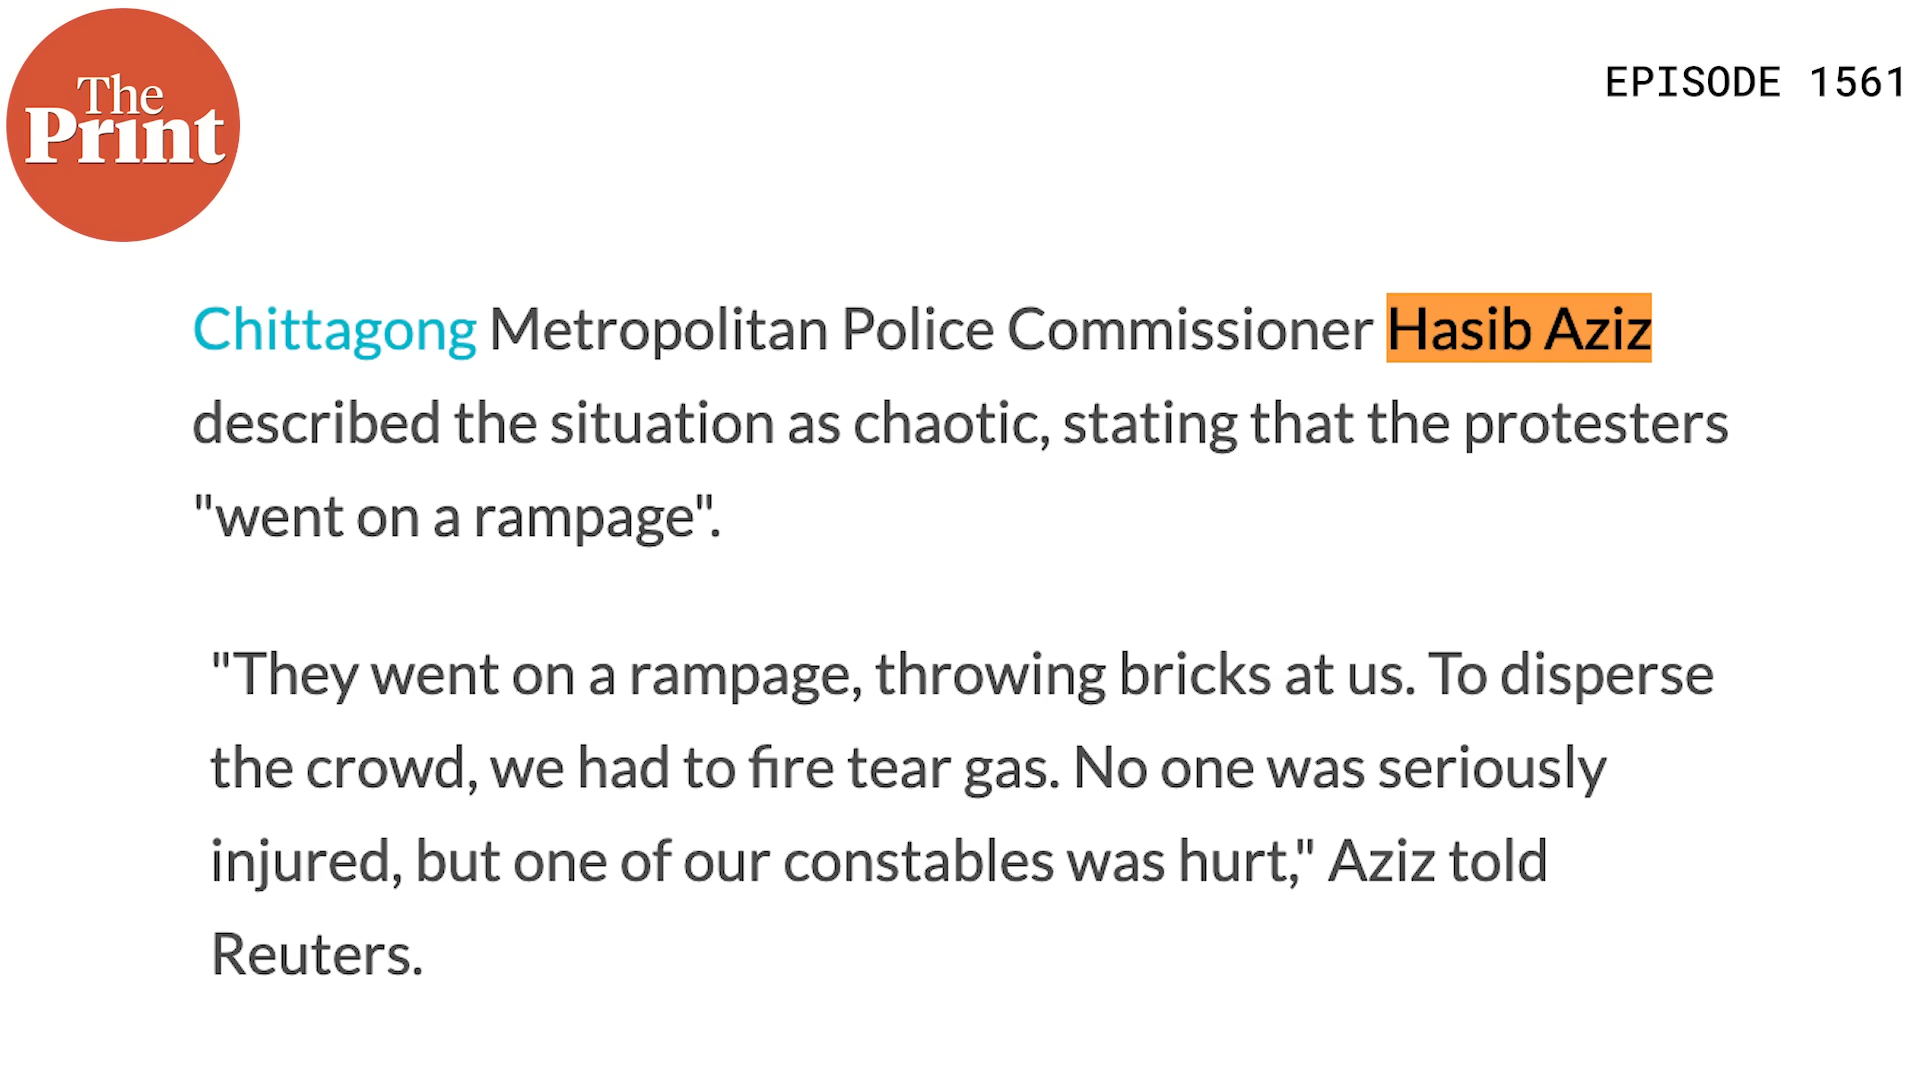 The
Print
EPISODE 1561
Chittagong Metropolitan Police Commissioner Hasib Aziz
described the situation as chaotic, stating that the protesters
"went on a rampage".
"They went on a rampage, throwing bricks at us. To disperse
the crowd, we had to fire tear gas. No one was seriously
injured, but one of our constables was hurt," Aziz told
Reuters.